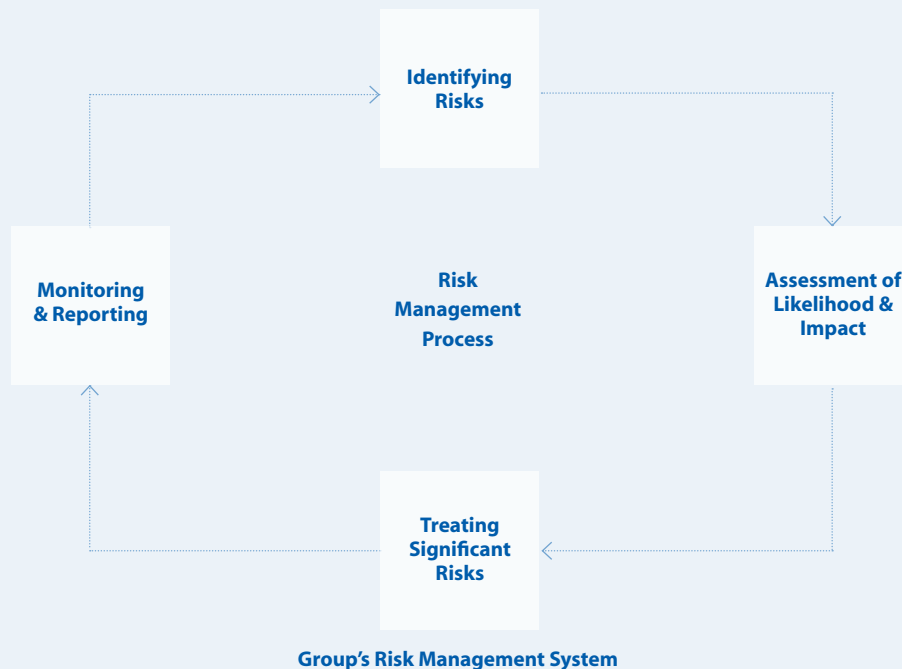 Identifying
Risks
Assessment of
Likelihood &
Impact
Risk
Management
Process
Monitoring
& Reporting
Treating
Significant
Risks
Group's Risk Management System